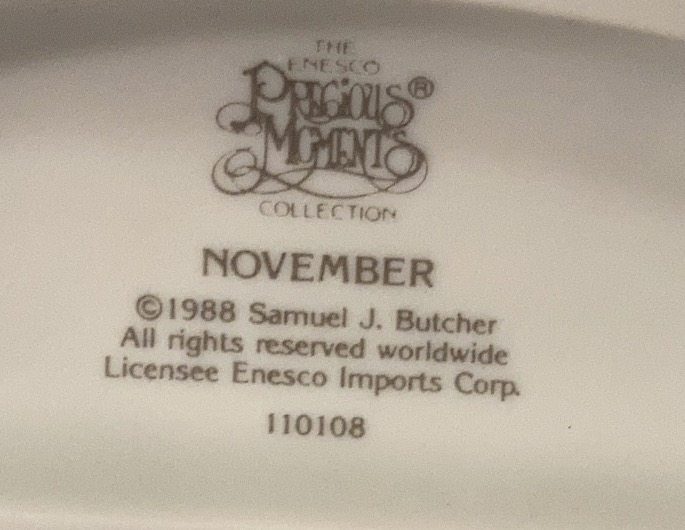 THE
ENESCO
PRECIOUS®
MOMENTS
COLLECTION
NOVEMBER
©1988 Samuel J. Butcher
All rights reserved worldwide
Licensee Enesco Imports Corp.
110108